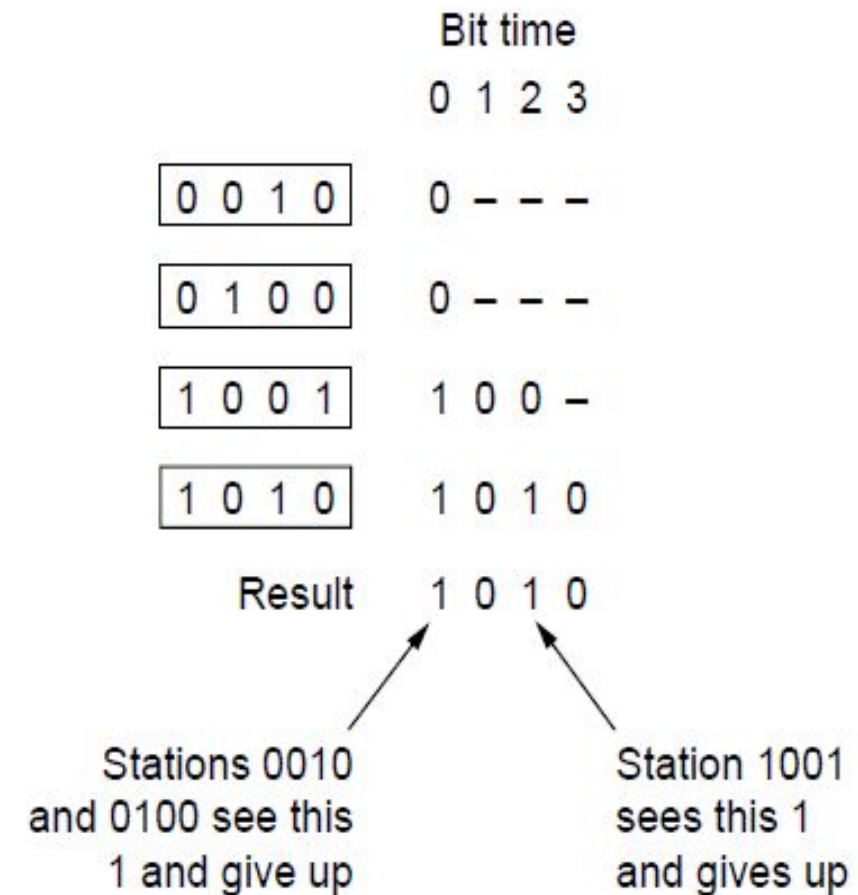 Bit time
0 1 2 3
0 0 1 0 0 – – –
0 1 0 0 0 – – –
1 0 0 1 1 0 0 –
1 0 1 0 1 0 1 0
Result 1 0 1 0
Stations 0010
and 0100 see this
1 and give up
Station 1001
sees this 1
and gives up